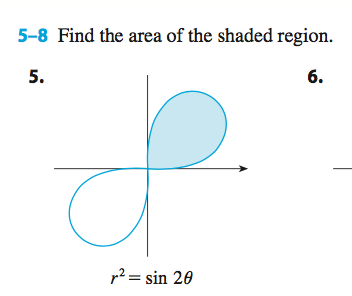 5–8 Find the area of the shaded region.
5.
6.
r² = sin 2θ